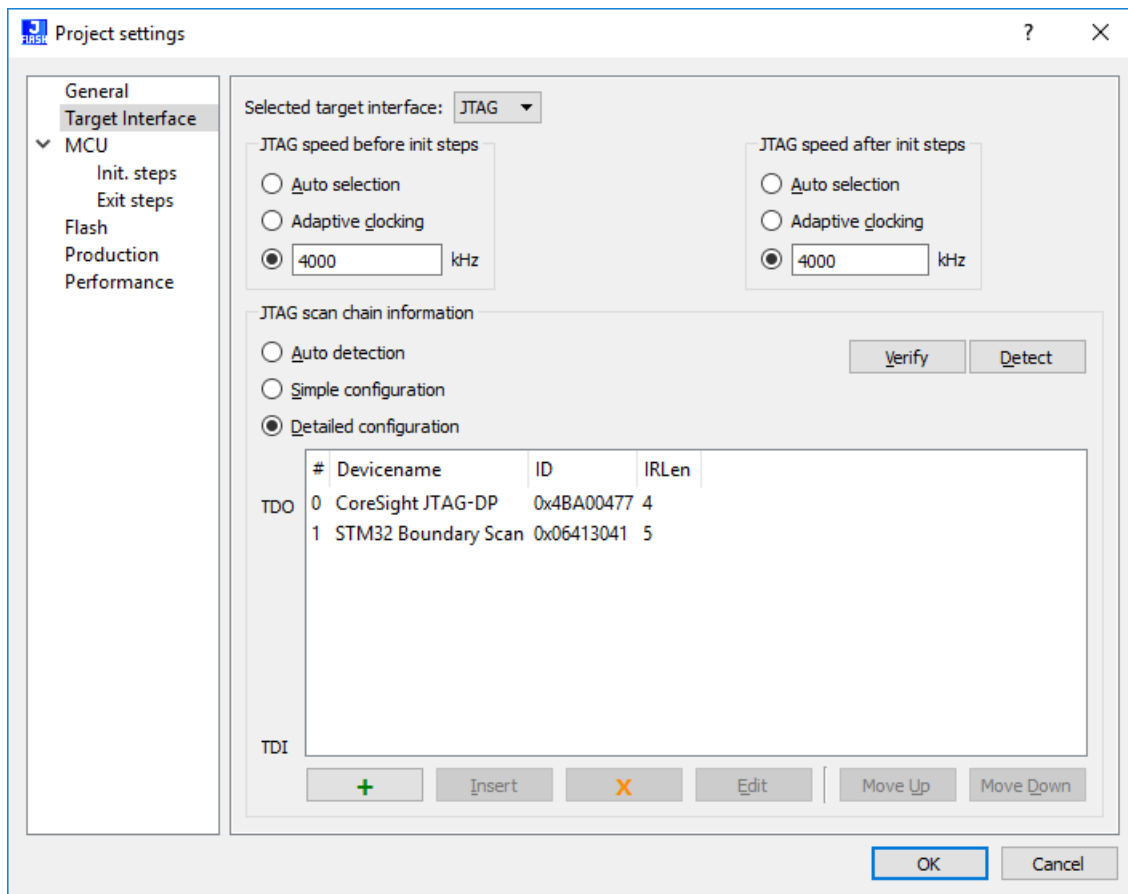 J
FLASH
Project settings
?
General
Target Interface
MCU
Init. steps
Exit steps
Flash
Production
Performance
Selected target interface: JTAG
JTAG speed before init steps
Auto selection
Adaptive clocking
4000 kHz
JTAG speed after init steps
Auto selection
Adaptive clocking
4000 kHz
JTAG scan chain information
Auto detection
Simple configuration
Detailed configuration
Verify Detect
# Devicename ID IRLen
TDO 0 CoreSight JTAG-DP 0x4BA00477 4
1 STM32 Boundary Scan 0x06413041 5
TDI
+ Insert X Edit Move Up Move Down
OK Cancel